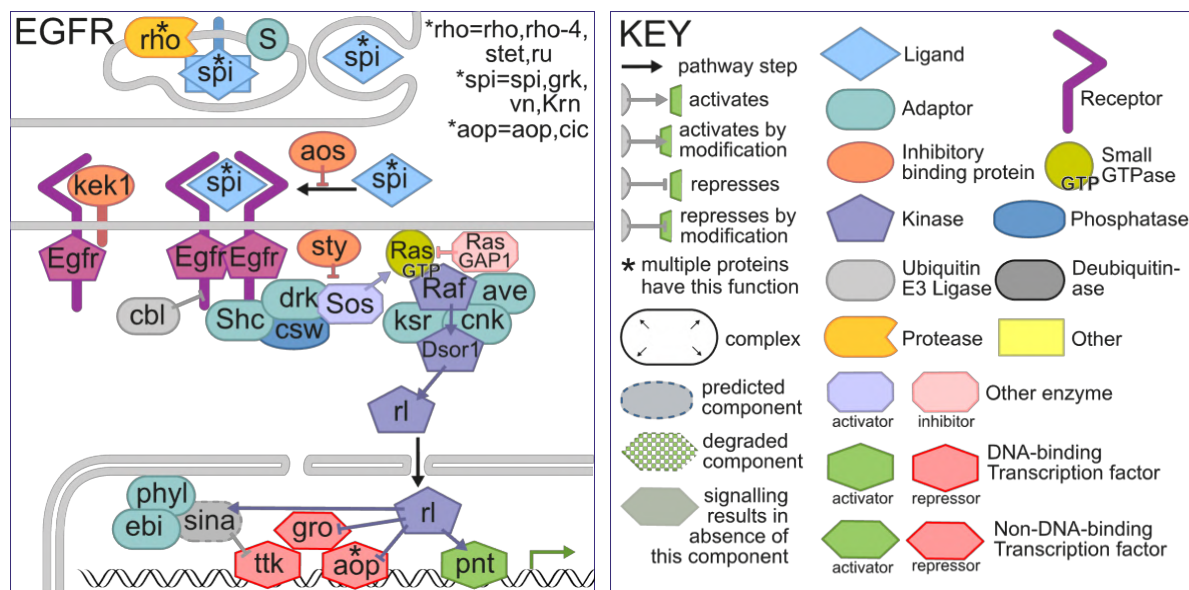 EGFR
*rho
S
*spi
*spi
*rho=rho,rho-4,
stet,ru
*spi=spi,grk,
vn,Krn
*aop=aop,cic
kek1
*spi
aos
*spi
Egfr
Egfr
Egfr
sty
Ras
GTP
Ras
GAP1
cbl
Shc
drk
csw
Sos
Raf
ave
ksr
cnk
Dsor1
rl
phyl
ebi
sina
gro
rl
ttk
*aop
pnt
KEY
pathway step
activates
activates by
modification
represses
represses by
modification
* multiple proteins
have this function
complex
predicted
component
degraded
component
signalling
results in
absence of
this component
Ligand
Adaptor
Inhibitory
binding protein
Kinase
Ubiquitin
E3 Ligase
Protease
Receptor
GTP
Small
GTPase
Phosphatase
Deubiquitin-
ase
Other
Other enzyme
activator
inhibitor
DNA-binding
Transcription factor
activator
repressor
Non-DNA-binding
Transcription factor
activator
repressor